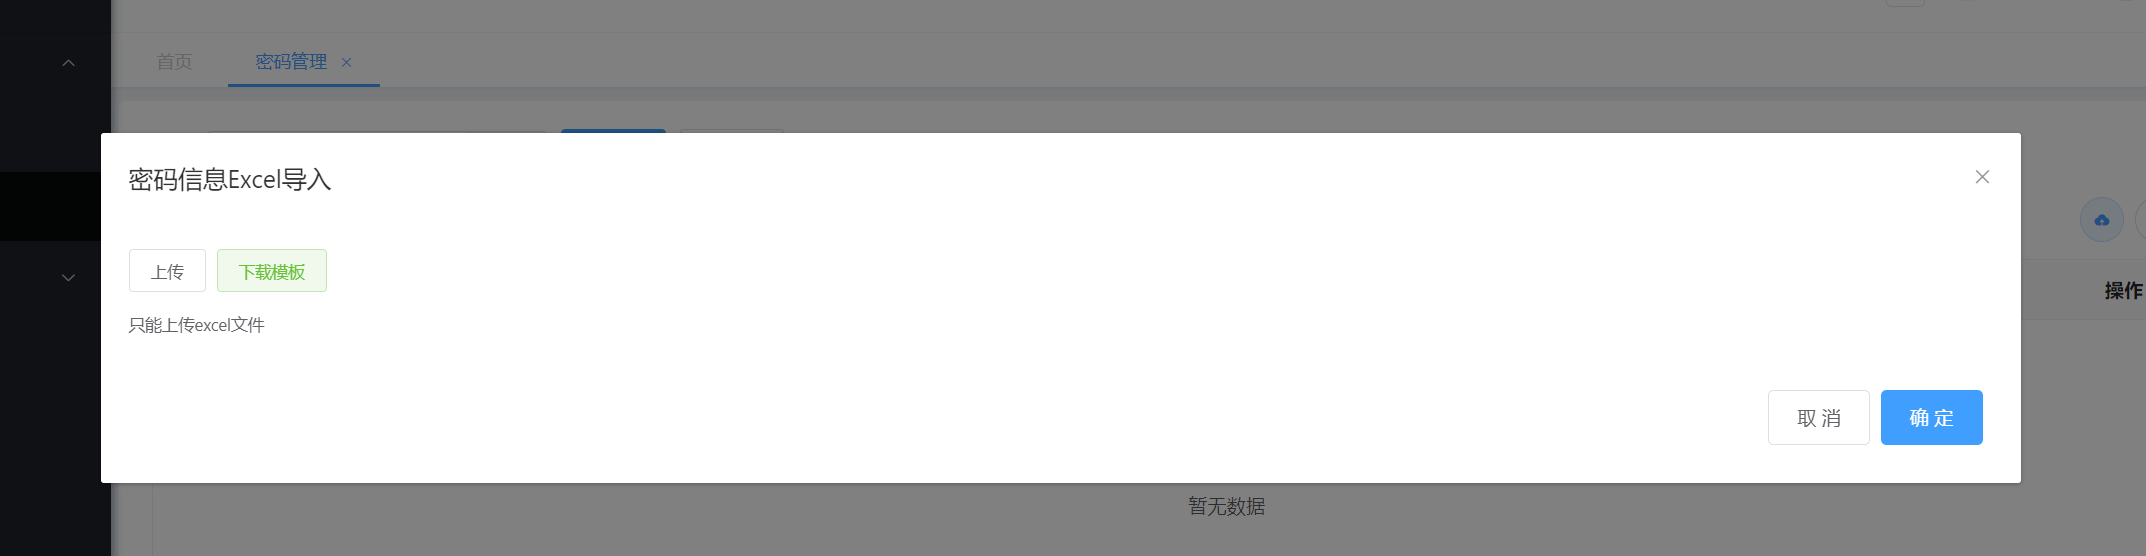 首页
密码管理
密码信息Excel导入
上传
下载模板
只能上传excel文件
操作
取 消
确 定
暂无数据